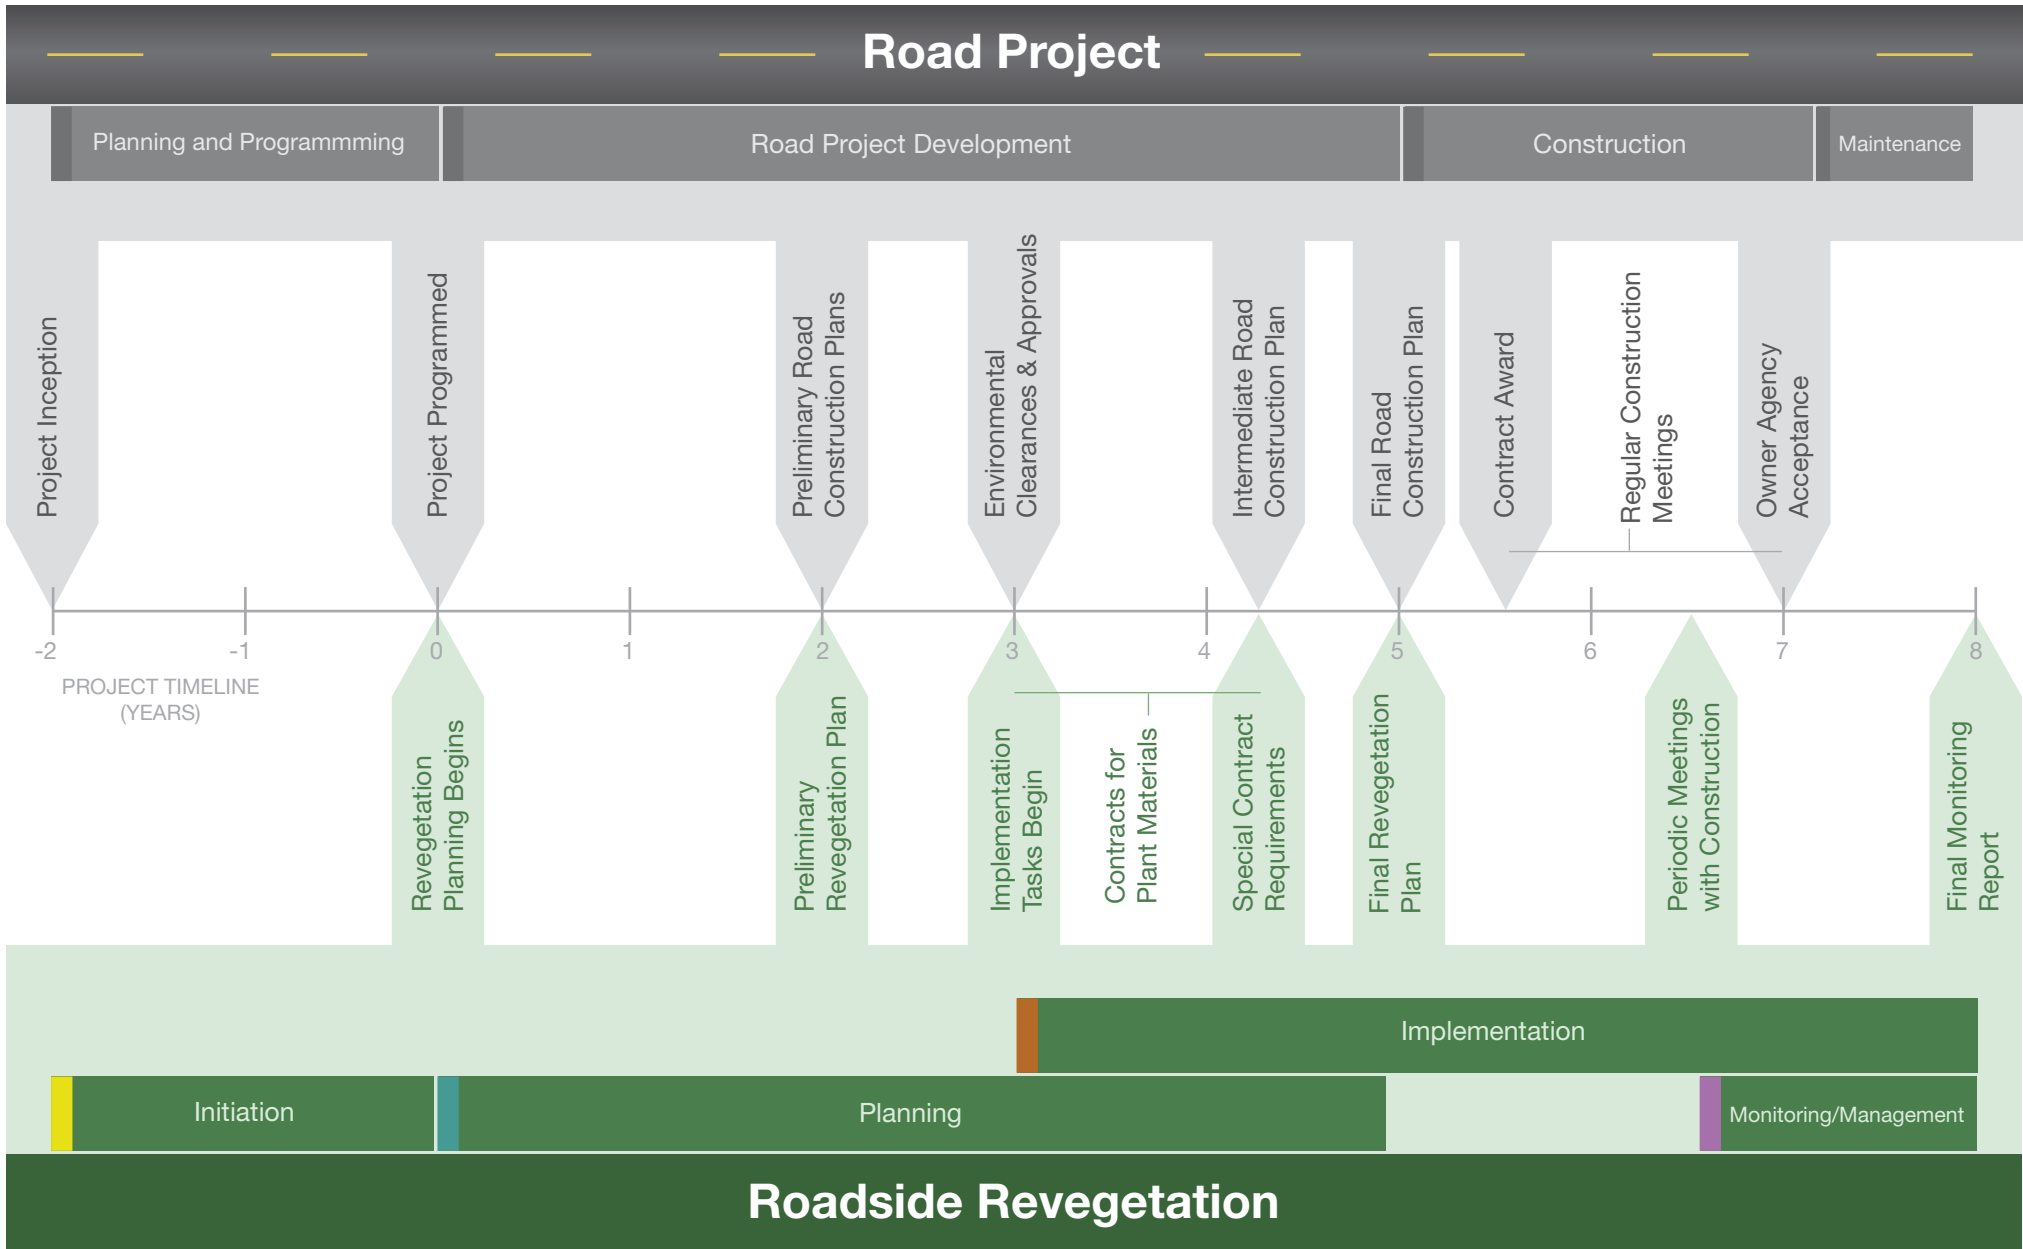 Road Project
Planning and Programmming
Road Project Development
Construction
Maintenance
Project Inception
Project Programmed
Preliminary Road
Construction Plans
Environmental
Clearances & Approvals
Intermediate Road
Construction Plan
Final Road
Construction Plan
Contract Award
Regular Construction
Meetings
Owner Agency
Acceptance
-2
-1
0
1
2
3
4
5
6
7
8
PROJECT TIMELINE
(YEARS)
Revegetation
Planning Begins
Preliminary
Revegetation Plan
Implementation
Tasks Begin
Contracts for
Plant Materials
Special Contract
Requirements
Final Revegetation
Plan
Periodic Meetings
with Construction
Final Monitoring
Report
Implementation
Initiation
Planning
Monitoring/Management
Roadside Revegetation